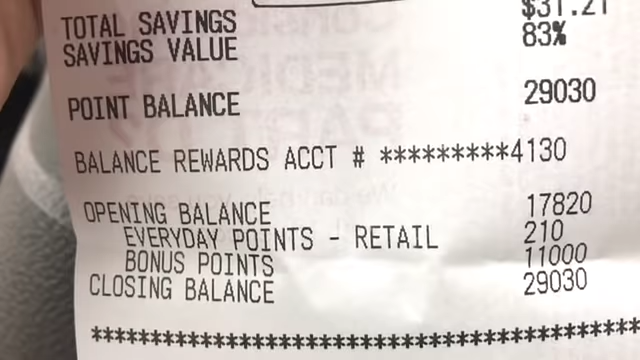 TOTAL SAVINGS $31.21
SAVINGS VALUE 83%
POINT BALANCE 29030
BALANCE REWARDS ACCT # *********4130
OPENING BALANCE 17820
EVERYDAY POINTS - RETAIL 210
BONUS POINTS 11000
CLOSING BALANCE 29030
****************************************************